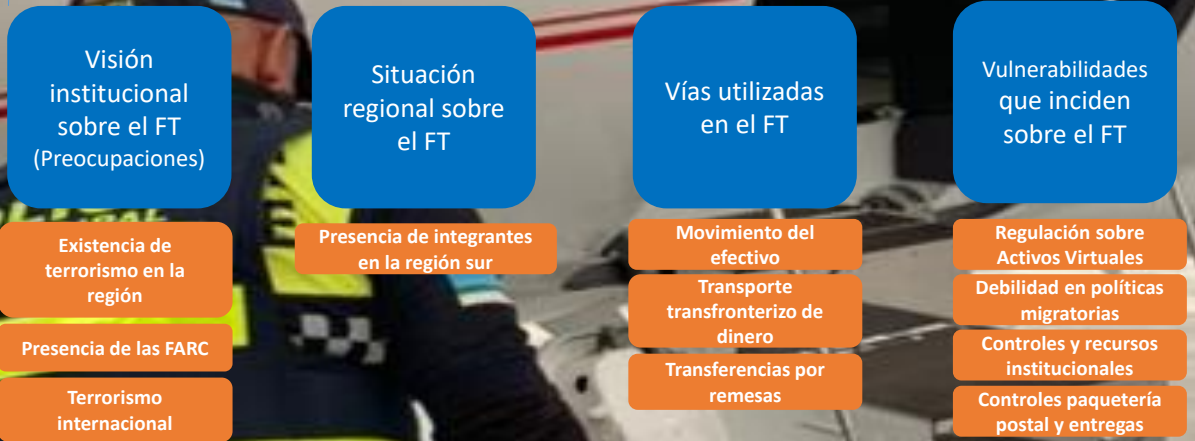 Visión
institucional
sobre el FT
(Preocupaciones)
Existencia de
terrorismo en la
región
Presencia de las FARC
Terrorismo
internacional
Situación
regional sobre
el FT
Presencia de integrantes
en la región sur
Vías utilizadas
en el FT
Movimiento del
efectivo
Transporte
transfronterizo de
dinero
Transferencias por
remesas
Vulnerabilidades
que inciden
sobre el FT
Regulación sobre
Activos Virtuales
Debilidad en políticas
migratorias
Controles y recursos
institucionales
Controles paquetería
postal y entregas